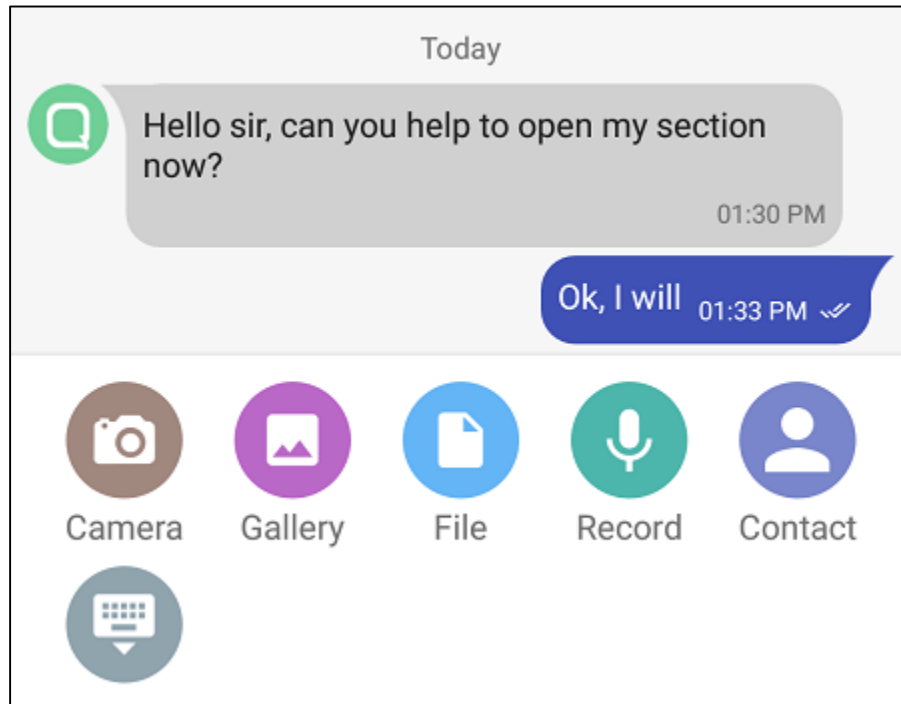 Today
Hello sir, can you help to open my section
now?
01:30 PM
Ok, I will 01:33 PM
Camera Gallery File Record Contact